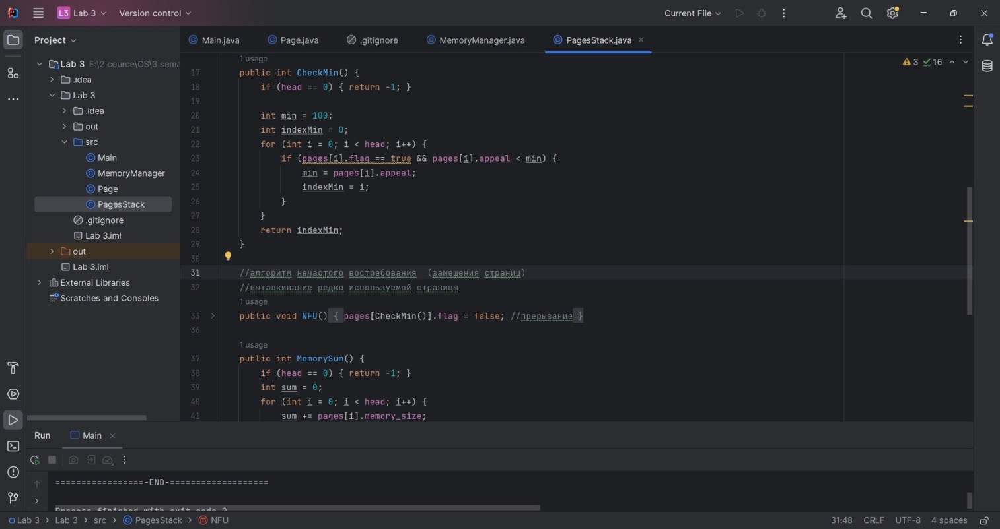 L3 Lab 3 Version control Current File
Project
Main.java Page.java .gitignore MemoryManager.java PagesStack.java
Lab 3 E:\2 cource\OS\3 sema
.idea
Lab 3
.idea
out
src
Main
MemoryManager
Page
PagesStack
.gitignore
Lab 3.iml
out
Lab 3.iml
External Libraries
Scratches and Consoles
3 16
1 usage
17 public int CheckMin() {
18 if (head == 0) { return -1; }
19
20 int min = 100;
21 int indexMin = 0;
22 for (int i = 0; i < head; i++) {
23 if (pages[i].flag == true && pages[i].appeal < min) {
24 min = pages[i].appeal;
25 indexMin = i;
26 }
27 }
28 return indexMin;
29 }
30
31 //алгоритм нечастого востребования (замещения страниц)
32 //выталкивание редко используемой страницы
1 usage
33 public void NFU() { pages[CheckMin()].flag = false; //прерывание }
36
1 usage
37 public int MemorySum() {
38 if (head == 0) { return -1; }
39 int sum = 0;
40 for (int i = 0; i < head; i++) {
41 sum += pages[i].memory_size;
Run Main
=================-END-===================
Process finished with exit code 0
Lab 3 > Lab 3 > src > PagesStack > NFU 31:48 CRLF UTF-8 4 spaces